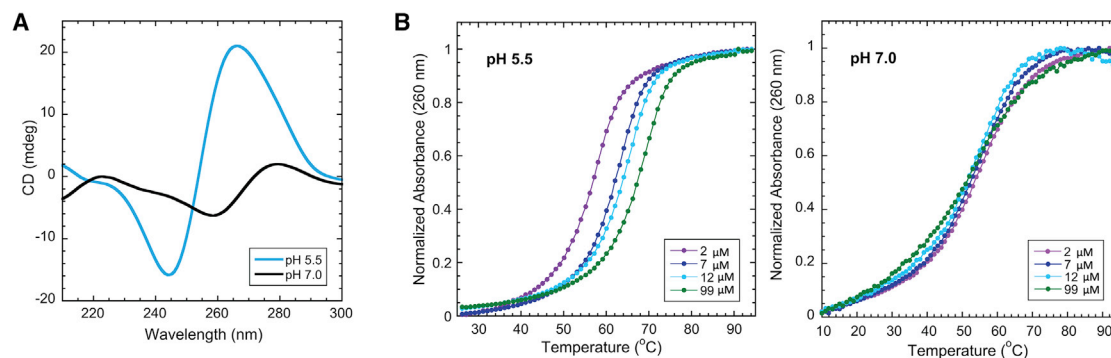 A
CD (mdeg)
20
10
0
-10
-20
220
240
260
280
300
Wavelength (nm)
pH 5.5
pH 7.0
B
pH 5.5
Normalized Absorbance (260 nm)
1
0.8
0.6
0.4
0.2
0
30
40
50
60
70
80
90
Temperature (°C)
2 μM
7 μM
12 μM
99 μM
pH 7.0
Normalized Absorbance (260 nm)
1
0.8
0.6
0.4
0.2
0
10
20
30
40
50
60
70
80
90
Temperature (°C)
2 μM
7 μM
12 μM
99 μM